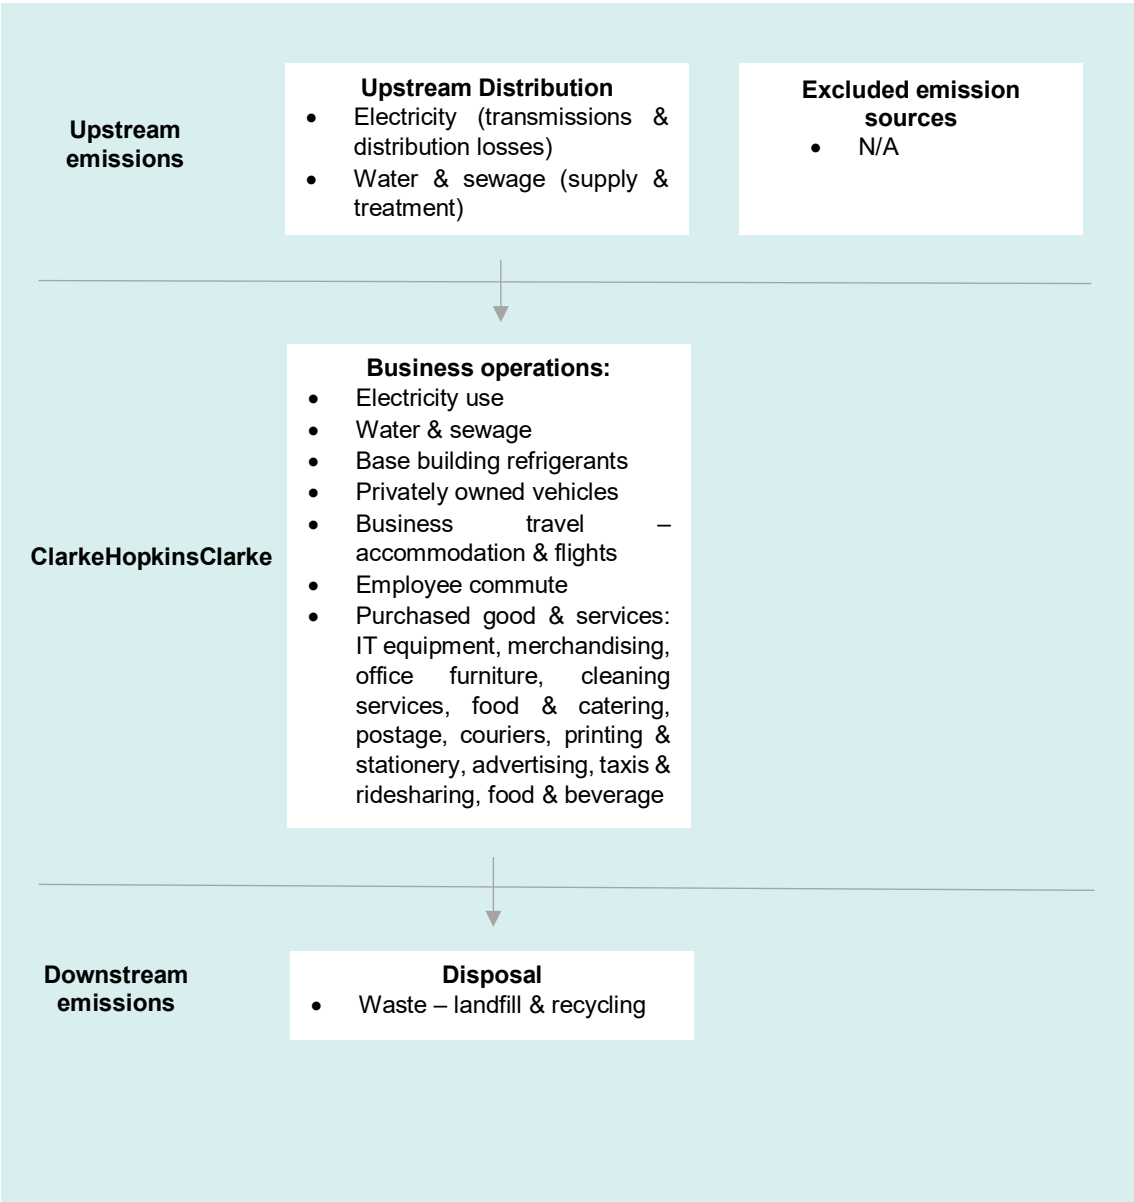 Upstream
emissions
Upstream Distribution
• Electricity (transmissions &
distribution losses)
• Water & sewage (supply &
treatment)
Excluded emission
sources
• N/A
ClarkeHopkinsClarke
Business operations:
• Electricity use
• Water & sewage
• Base building refrigerants
• Privately owned vehicles
• Business travel –
accommodation & flights
• Employee commute
• Purchased good & services:
IT equipment, merchandising,
office furniture, cleaning
services, food & catering,
postage, couriers, printing &
stationery, advertising, taxis &
ridesharing, food & beverage
Downstream
emissions
Disposal
• Waste – landfill & recycling